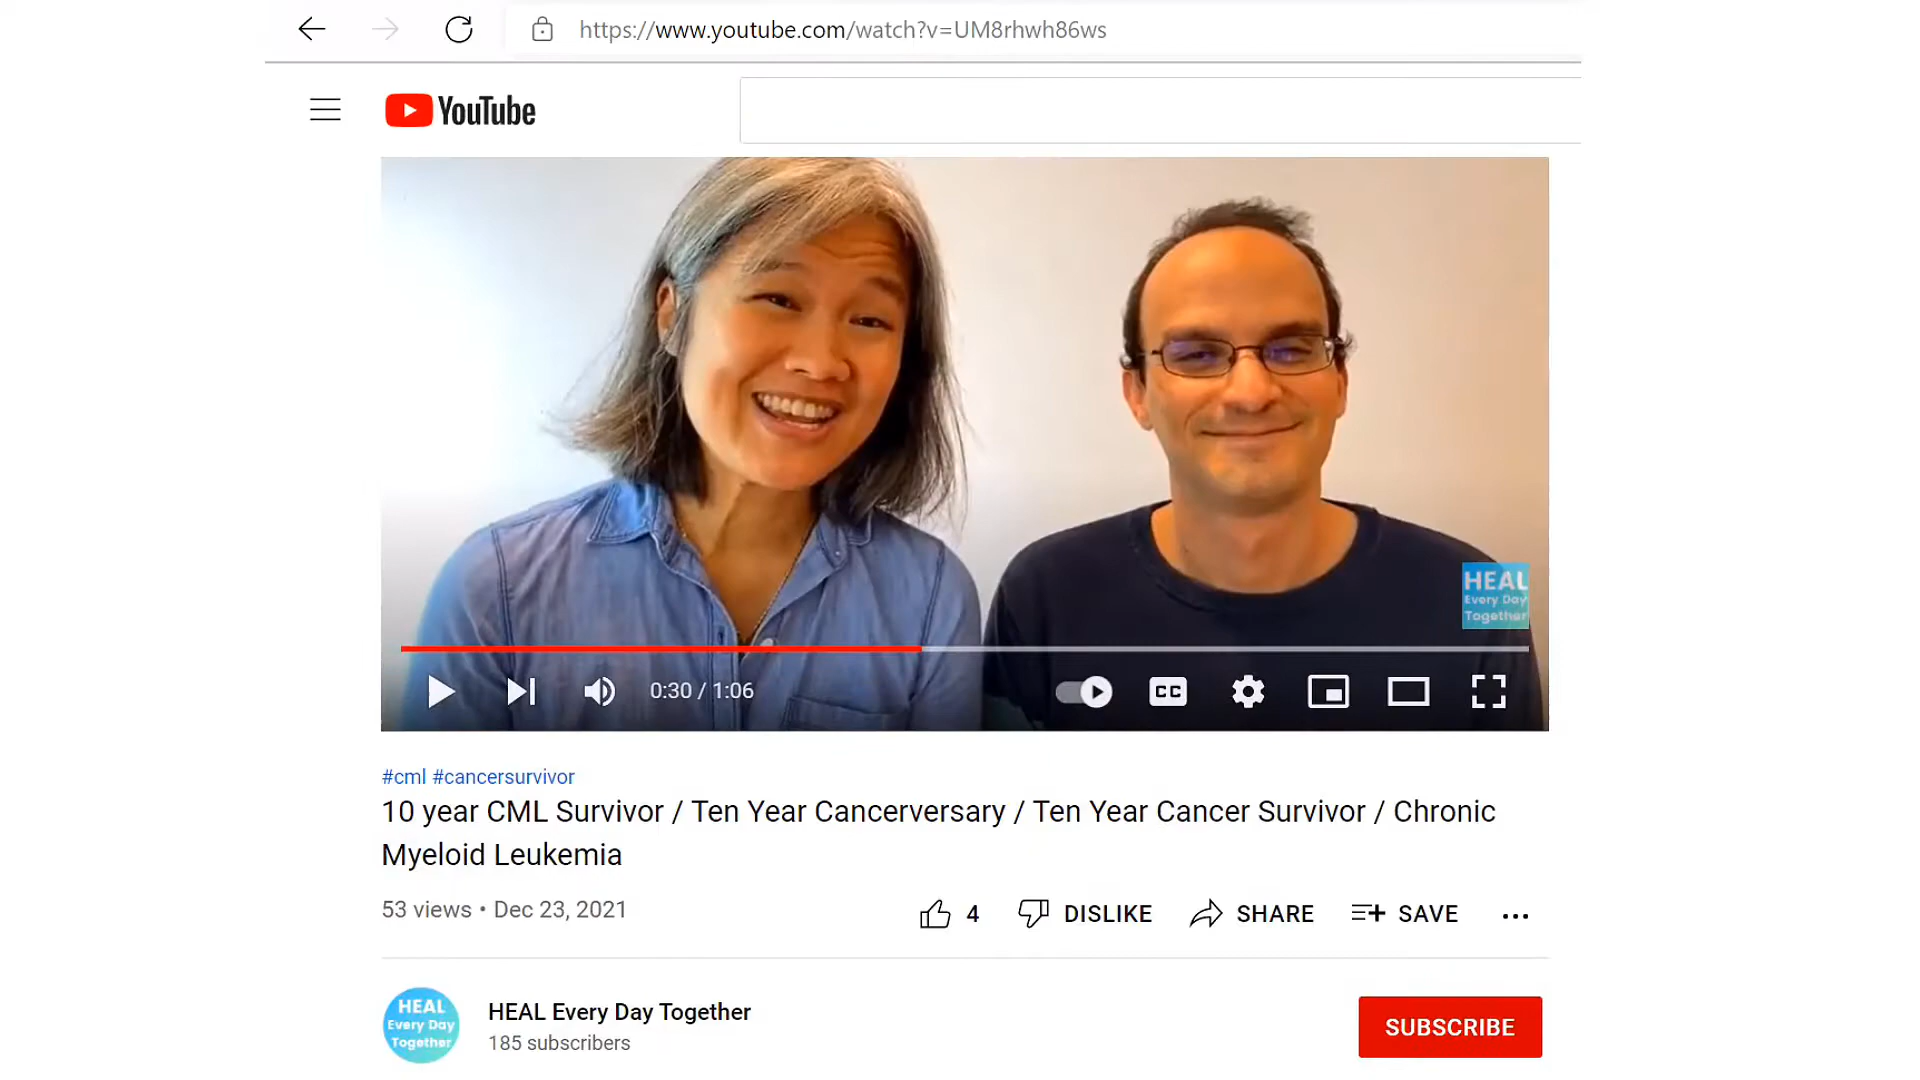 https://www.youtube.com/watch?v=UM8rhwh86ws
YouTube
HEAL
Every Day
Together
0:30 / 1:06
CC
#cml #cancersurvivor
10 year CML Survivor / Ten Year Cancerversary / Ten Year Cancer Survivor / Chronic
Myeloid Leukemia
53 views • Dec 23, 2021
4 DISLIKE SHARE SAVE ...
HEAL
Every Day
Together
HEAL Every Day Together
185 subscribers
SUBSCRIBE